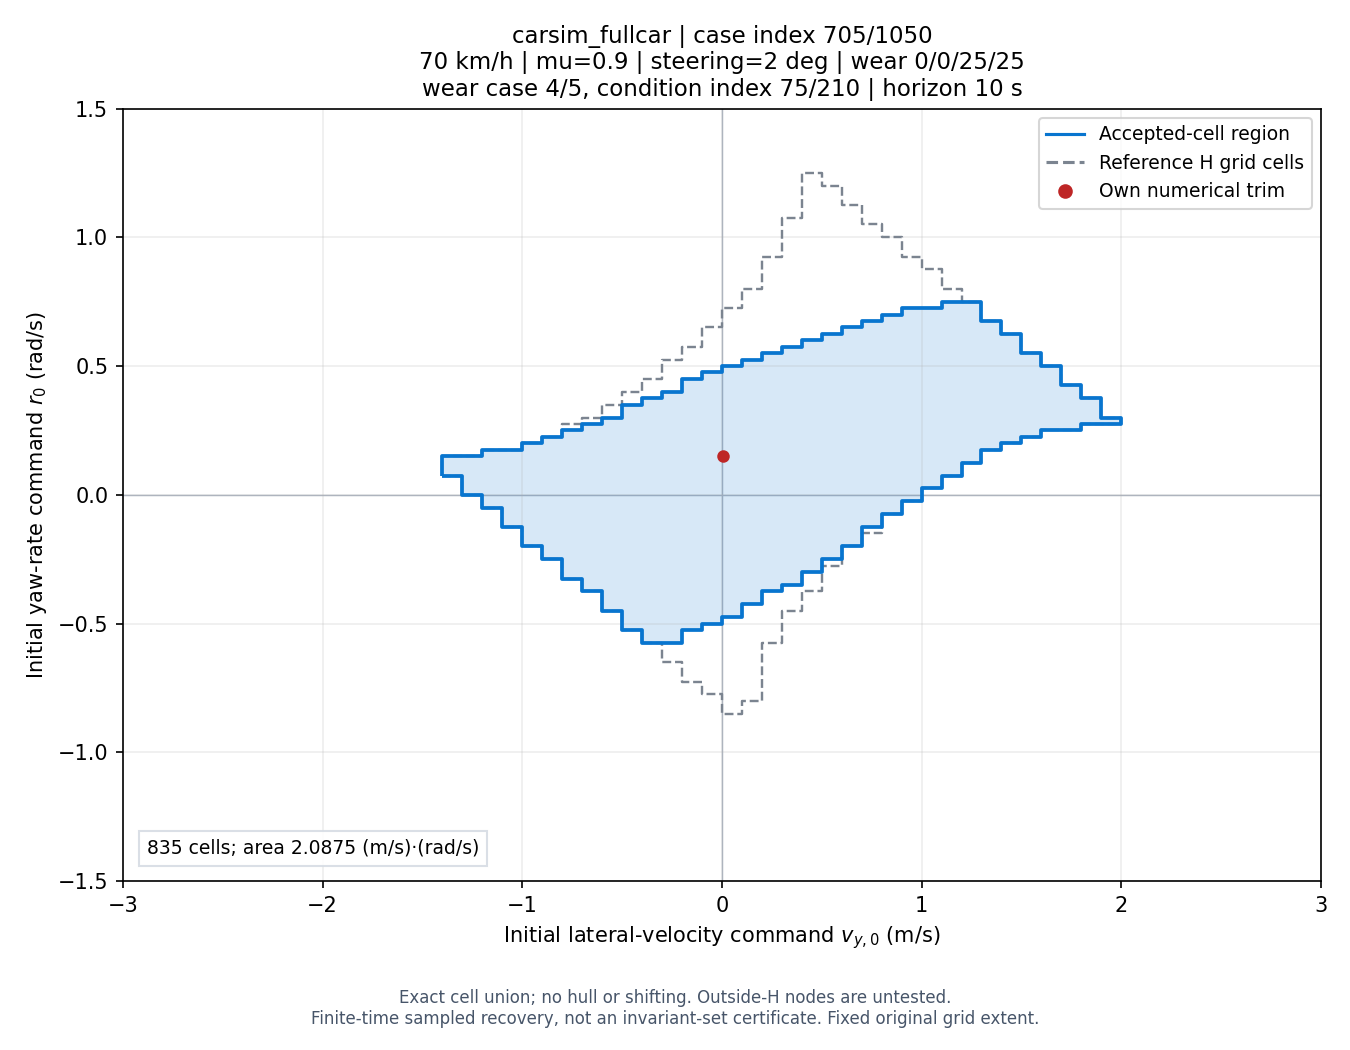 carsim_fullcar | case index 705/1050
70 km/h | mu=0.9 | steering=2 deg | wear 0/0/25/25
wear case 4/5, condition index 75/210 | horizon 10 s
Accepted-cell region
Reference H grid cells
Own numerical trim
1.5
1.0
0.5
0.0
−0.5
−1.0
−1.5
Initial yaw-rate command r0 (rad/s)
835 cells; area 2.0875 (m/s)·(rad/s)
−3
−2
−1
0
1
2
3
Initial lateral-velocity command vy,0 (m/s)
Exact cell union; no hull or shifting. Outside-H nodes are untested.
Finite-time sampled recovery, not an invariant-set certificate. Fixed original grid extent.